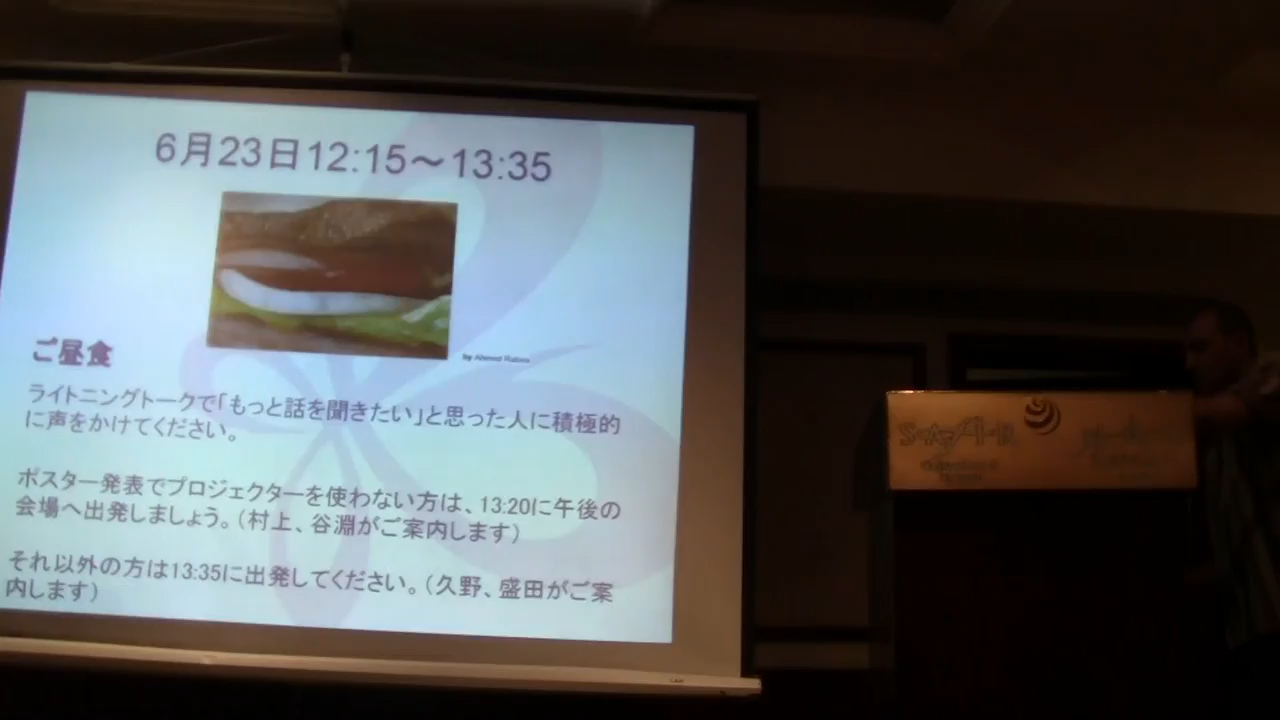 6月23日12:15～13:35
by Ahmed Rabea
ご昼食
ライトニングトークで「もっと話を聞きたい」と思った人に積極的
に声をかけてください。
ポスター発表でプロジェクターを使わない方は、13:20に午後の
会場へ出発しましょう。（村上、谷淵がご案内します）
それ以外の方は13:35に出発してください。（久野、盛田がご案
内します）